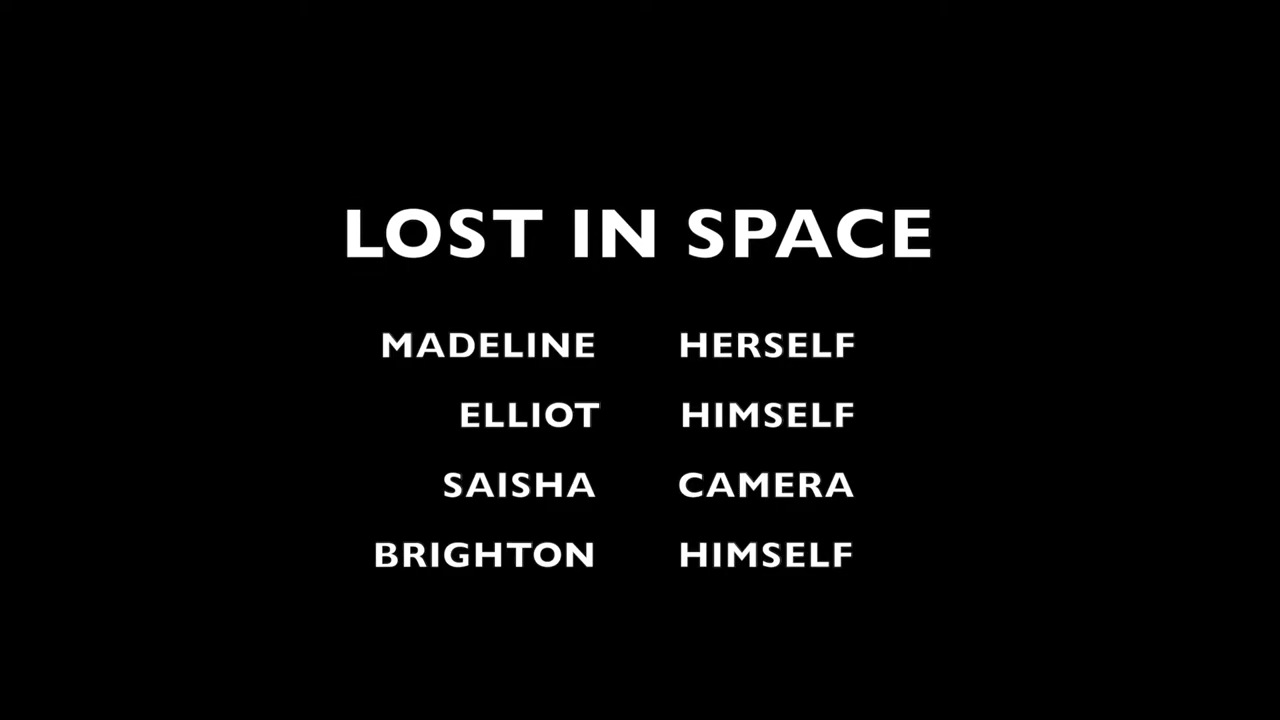 LOST IN SPACE
MADELINE HERSELF
ELLIOT HIMSELF
SAISHA CAMERA
BRIGHTON HIMSELF